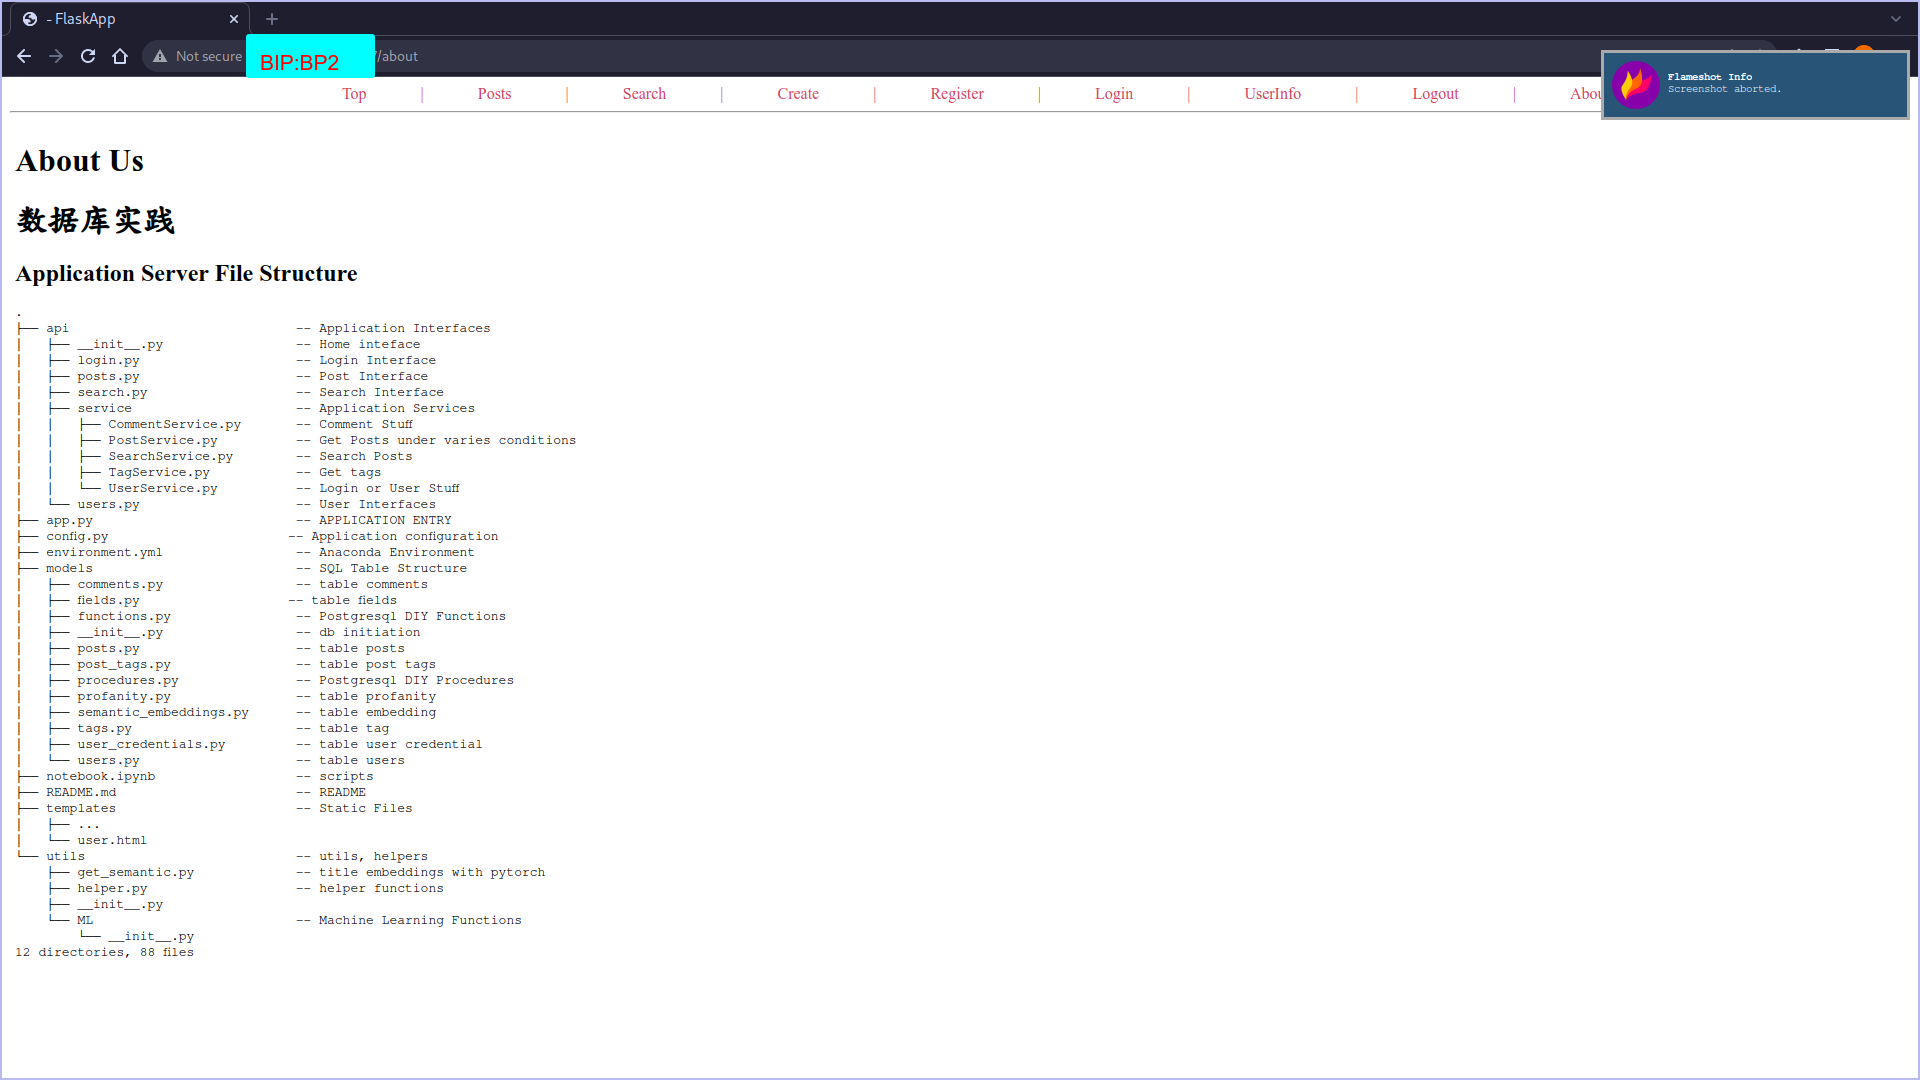 - FlaskApp
Not secure BIP:BP2 /about
Flameshot Info
Screenshot aborted.
Top | Posts | Search | Create | Register | Login | UserInfo | Logout |
About Us
数据库实践
Application Server File Structure
.
├── api -- Application Interfaces
│ ├── __init__.py -- Home inteface
│ ├── login.py -- Login Interface
│ ├── posts.py -- Post Interface
│ ├── search.py -- Search Interface
│ ├── service -- Application Services
│ │ ├── CommentService.py -- Comment Stuff
│ │ ├── PostService.py -- Get Posts under varies conditions
│ │ ├── SearchService.py -- Search Posts
│ │ ├── TagService.py -- Get tags
│ │ └── UserService.py -- Login or User Stuff
│ └── users.py -- User Interfaces
├── app.py -- APPLICATION ENTRY
├── config.py -- Application configuration
├── environment.yml -- Anaconda Environment
├── models -- SQL Table Structure
│ ├── comments.py -- table comments
│ ├── fields.py -- table fields
│ ├── functions.py -- Postgresql DIY Functions
│ ├── __init__.py -- db initiation
│ ├── posts.py -- table posts
│ ├── post_tags.py -- table post tags
│ ├── procedures.py -- Postgresql DIY Procedures
│ ├── profanity.py -- table profanity
│ ├── semantic_embeddings.py -- table embedding
│ ├── tags.py -- table tag
│ ├── user_credentials.py -- table user credential
│ └── users.py -- table users
├── notebook.ipynb -- scripts
├── README.md -- README
├── templates -- Static Files
│ ├── ...
│ └── user.html
└── utils -- utils, helpers
├── get_semantic.py -- title embeddings with pytorch
├── helper.py -- helper functions
├── __init__.py
└── ML -- Machine Learning Functions
└── __init__.py
12 directories, 88 files